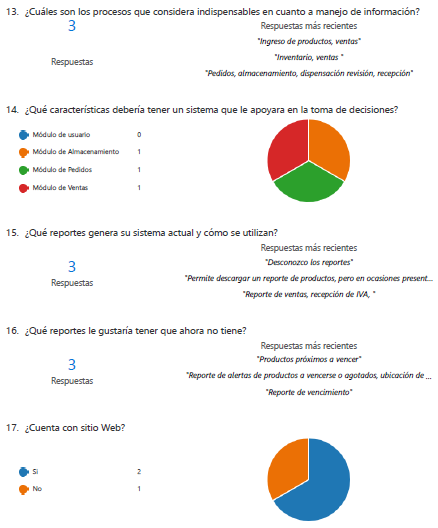 13. ¿Cuáles son los procesos que considera indispensables en cuanto a manejo de información?
3
Respuestas
Respuestas más recientes
"Ingreso de productos, ventas"
"Inventario, ventas "
"Pedidos, almacenamiento, dispensación revisión, recepción"
14. ¿Qué características debería tener un sistema que le apoyara en la toma de decisiones?
Módulo de usuario 0
Módulo de Almacenamiento 1
Módulo de Pedidos 1
Módulo de Ventas 1
15. ¿Qué reportes genera su sistema actual y cómo se utilizan?
3
Respuestas
Respuestas más recientes
"Desconozco los reportes"
"Permite descargar un reporte de productos, pero en ocasiones present...
"Reporte de ventas, recepción de IVA, "
16. ¿Qué reportes le gustaría tener que ahora no tiene?
3
Respuestas
Respuestas más recientes
"Productos próximos a vencer"
"Reporte de alertas de productos a vencerse o agotados, ubicación de ...
"Reporte de vencimiento"
17. ¿Cuenta con sitio Web?
Si 2
No 1